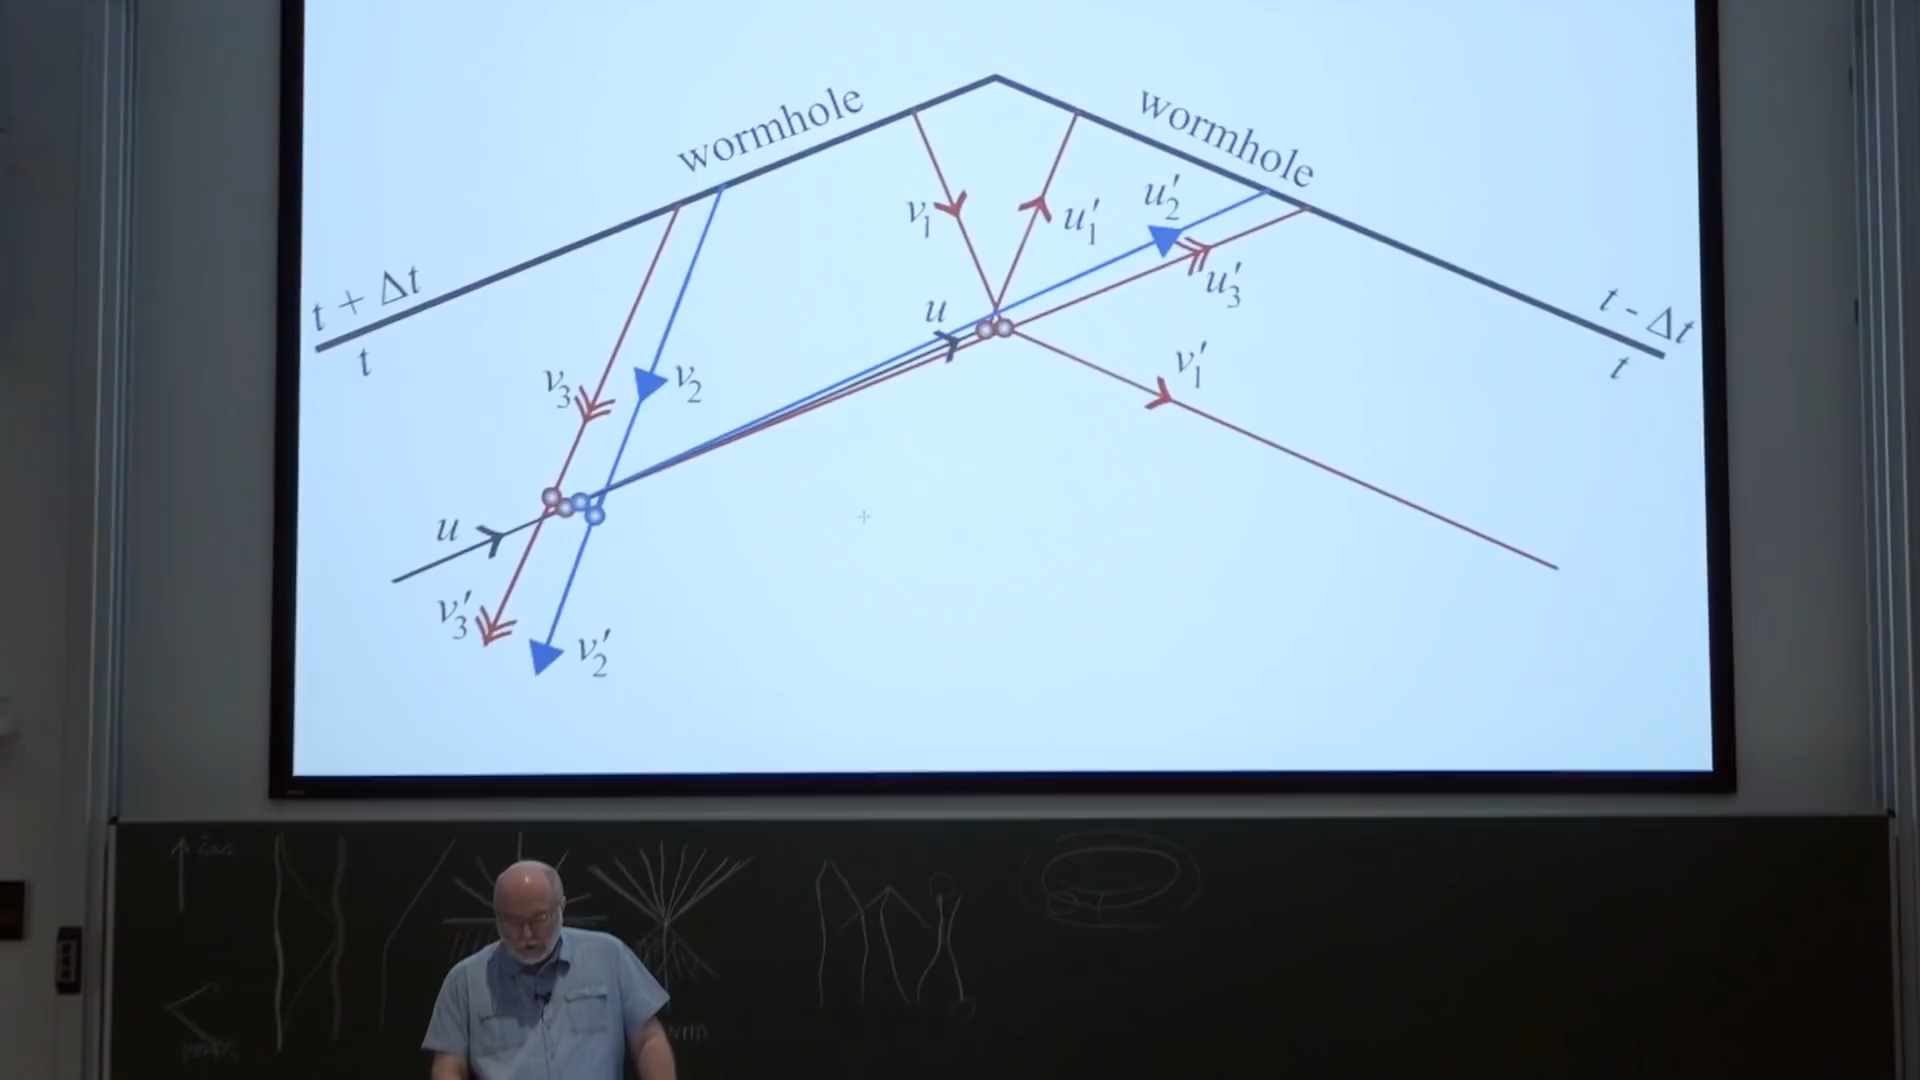 wormhole
wormhole
t + Δt
t
t - Δt
t
v₁
u′₁
u′₂
u′₃
u
v′₁
v₃
v₂
u
v′₃
v′₂